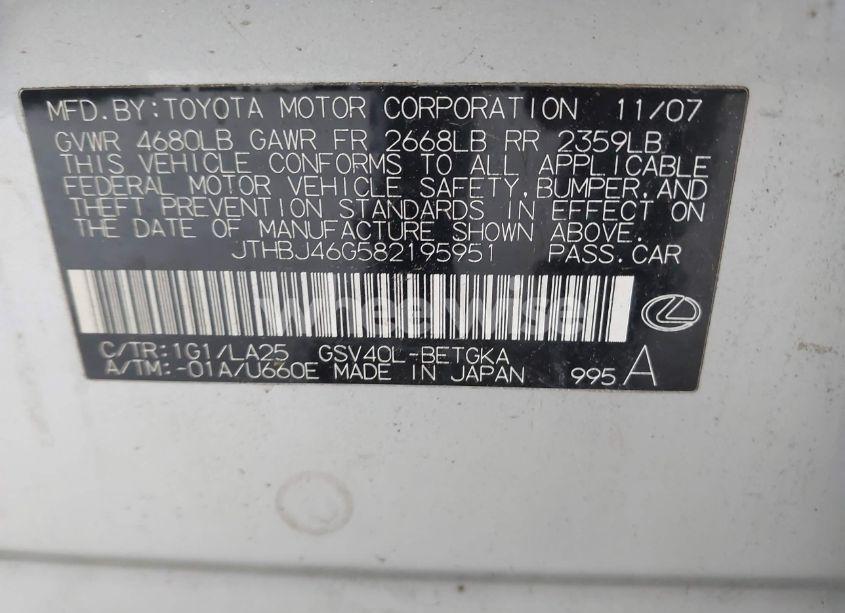 MFD.BY:TOYOTA MOTOR CORPORATION 11/07
GVWR 4680LB GAWR FR 2668LB RR 2359LB
THIS VEHICLE CONFORMS TO ALL APPLICABLE
FEDERAL MOTOR VEHICLE SAFETY,BUMPER,AND
THEFT PREVENTION STANDARDS IN EFFECT ON
THE DATE OF MANUFACTURE SHOWN ABOVE.
JTHBJ46G582195951 PASS.CAR
wheelwise
C/TR:1G1/LA25 GSV40L-BETGKA
A/TM:-01A/U660E MADE IN JAPAN 995A